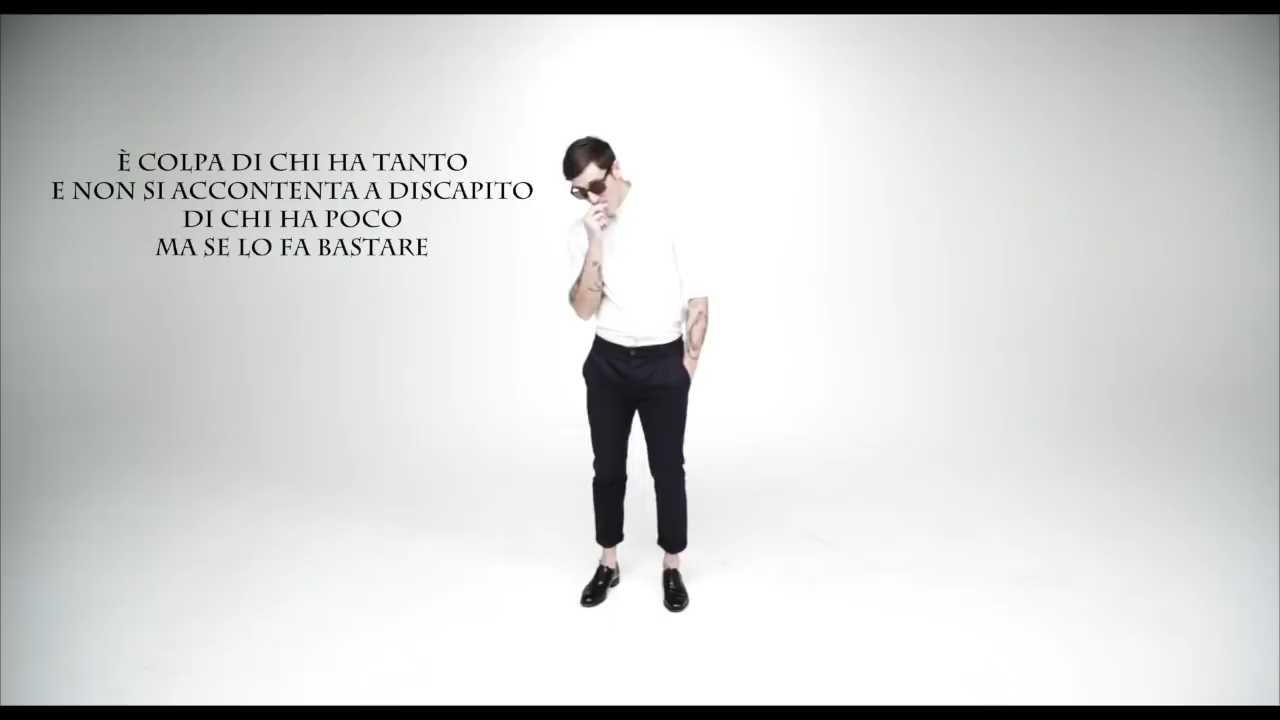 È COLPA DI CHI HA TANTO
E NON SI ACCONTENTA A DISCAPITO
DI CHI HA POCO
MA SE LO FA BASTARE